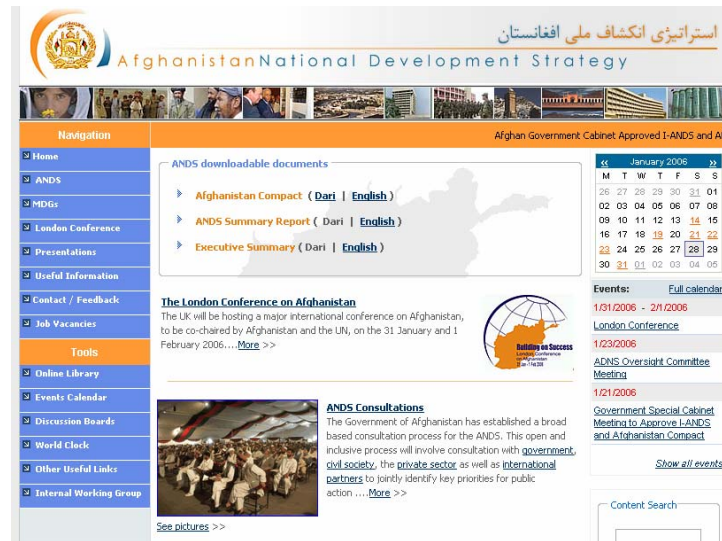 استراتیژی انکشاف ملی افغانستان
AfghanistanNational Development Strategy
Navigation
Afghan Government Cabinet Approved I-ANDS and A
Home
ANDS
MDGs
London Conference
Presentations
Useful Information
Contact / Feedback
Job Vacancies
Tools
Online Library
Events Calendar
Discussion Boards
World Clock
Other Useful Links
Internal Working Group
ANDS downloadable documents
Afghanistan Compact ( Dari | English )
ANDS Summary Report ( Dari | English )
Executive Summary ( Dari | English )
The London Conference on Afghanistan
The UK will be hosting a major international conference on Afghanistan,
to be co-chaired by Afghanistan and the UN, on the 31 January and 1
February 2006....More >>
Building on Success
London Conference
on Afghanistan
ANDS Consultations
The Government of Afghanistan has established a broad
based consultation process for the ANDS. This open and
inclusive process will involve consultation with government,
civil society, the private sector as well as international
partners to jointly identify key priorities for public
action ....More >>
See pictures >>
« January 2006 »
M T W T F S S
26 27 28 29 30 31 01
02 03 04 05 06 07 08
09 10 11 12 13 14 15
16 17 18 19 20 21 22
23 24 25 26 27 28 29
30 31 01 02 03 04 05
Events: Full calendar
1/31/2006 - 2/1/2006
London Conference
1/23/2006
ADNS Oversight Committee
Meeting
1/21/2006
Government Special Cabinet
Meeting to Approve I-ANDS
and Afghanistan Compact
Show all events
Content Search